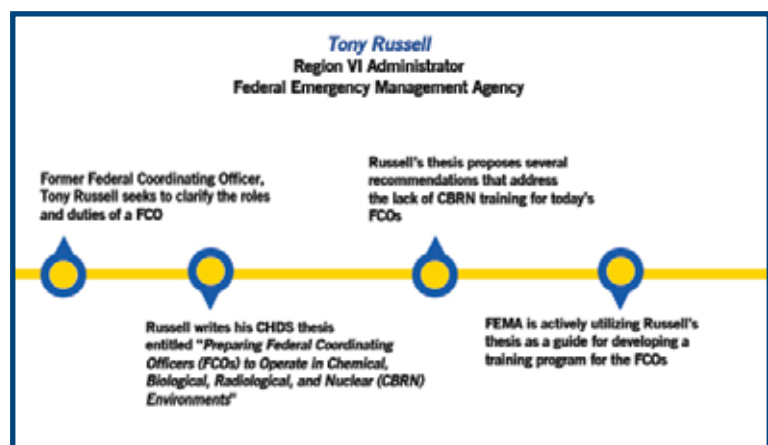 Tony Russell
Region VI Administrator
Federal Emergency Management Agency
Former Federal Coordinating Officer,
Tony Russell seeks to clarify the roles
and duties of a FCO
Russell writes his CHDS thesis
entitled "Preparing Federal Coordinating
Officers (FCOs) to Operate in Chemical,
Biological, Radiological, and Nuclear (CBRN)
Environments"
Russell's thesis proposes several
recommendations that address
the lack of CBRN training for today's
FCOs
FEMA is actively utilizing Russell's
thesis as a guide for developing a
training program for the FCOs